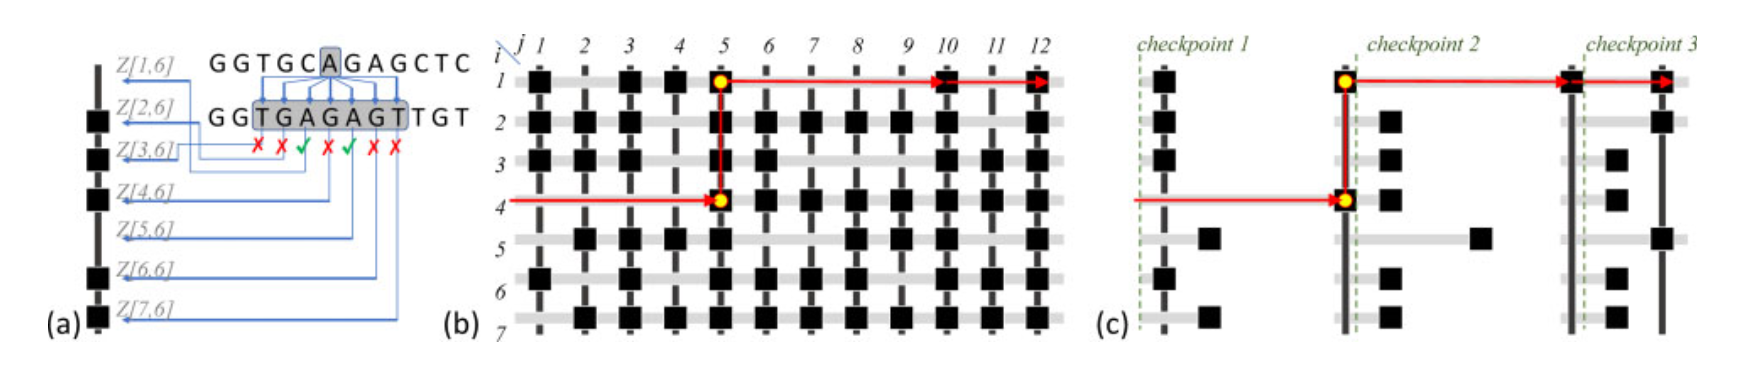 Z[1,6]
Z[2,6]
Z[3,6]
Z[4,6]
Z[5,6]
Z[6,6]
Z[7,6]
GGTGCAGAGCTC
GGTGAGAGTTGT
✗ ✗ ✓ ✗ ✓ ✗ ✗
(a)
j 1 2 3 4 5 6 7 8 9 10 11 12
i
1
2
3
4
5
6
7
(b)
checkpoint 1 checkpoint 2 checkpoint 3
(c)